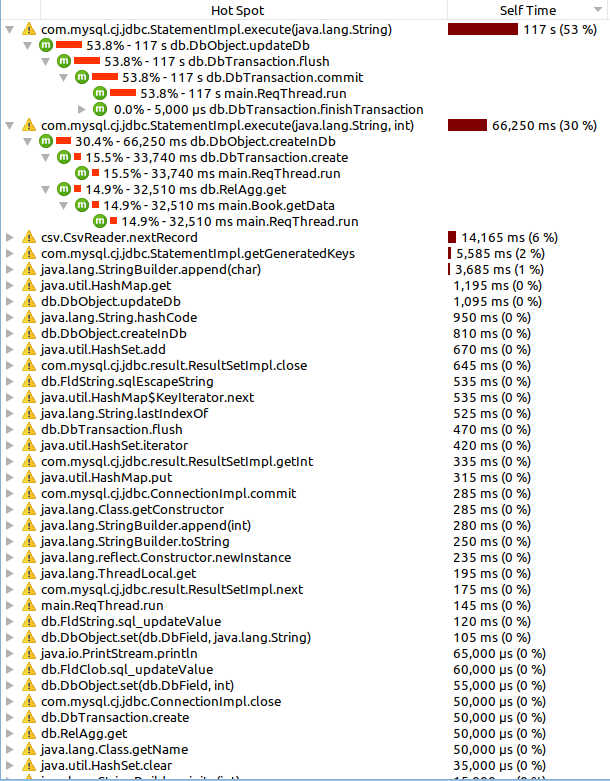 Hot Spot Self Time
com.mysql.cj.jdbc.StatementImpl.execute(java.lang.String) 117 s (53 %)
m 53.8% - 117 s db.DbObject.updateDb
m 53.8% - 117 s db.DbTransaction.flush
m 53.8% - 117 s db.DbTransaction.commit
m 53.8% - 117 s main.ReqThread.run
m 0.0% - 5,000 µs db.DbTransaction.finishTransaction
com.mysql.cj.jdbc.StatementImpl.execute(java.lang.String, int) 66,250 ms (30 %)
m 30.4% - 66,250 ms db.DbObject.createInDb
m 15.5% - 33,740 ms db.DbTransaction.create
m 15.5% - 33,740 ms main.ReqThread.run
m 14.9% - 32,510 ms db.RelAgg.get
m 14.9% - 32,510 ms main.Book.getData
m 14.9% - 32,510 ms main.ReqThread.run
csv.CsvReader.nextRecord 14,165 ms (6 %)
com.mysql.cj.jdbc.StatementImpl.getGeneratedKeys 5,585 ms (2 %)
java.lang.StringBuilder.append(char) 3,685 ms (1 %)
java.util.HashMap.get 1,195 ms (0 %)
db.DbObject.updateDb 1,095 ms (0 %)
java.lang.String.hashCode 950 ms (0 %)
db.DbObject.createInDb 810 ms (0 %)
java.util.HashSet.add 670 ms (0 %)
com.mysql.cj.jdbc.result.ResultSetImpl.close 645 ms (0 %)
db.FldString.sqlEscapeString 535 ms (0 %)
java.util.HashMap$KeyIterator.next 535 ms (0 %)
java.lang.String.lastIndexOf 525 ms (0 %)
db.DbTransaction.flush 470 ms (0 %)
java.util.HashSet.iterator 420 ms (0 %)
com.mysql.cj.jdbc.result.ResultSetImpl.getInt 335 ms (0 %)
java.util.HashMap.put 315 ms (0 %)
com.mysql.cj.jdbc.ConnectionImpl.commit 285 ms (0 %)
java.lang.Class.getConstructor 285 ms (0 %)
java.lang.StringBuilder.append(int) 280 ms (0 %)
java.lang.StringBuilder.toString 250 ms (0 %)
java.lang.reflect.Constructor.newInstance 235 ms (0 %)
java.lang.ThreadLocal.get 195 ms (0 %)
com.mysql.cj.jdbc.result.ResultSetImpl.next 175 ms (0 %)
main.ReqThread.run 145 ms (0 %)
db.FldString.sql_updateValue 120 ms (0 %)
db.DbObject.set(db.DbField, java.lang.String) 105 ms (0 %)
java.io.PrintStream.println 65,000 µs (0 %)
db.FldClob.sql_updateValue 60,000 µs (0 %)
db.DbObject.set(db.DbField, int) 55,000 µs (0 %)
com.mysql.cj.jdbc.ConnectionImpl.close 50,000 µs (0 %)
db.DbTransaction.create 50,000 µs (0 %)
db.RelAgg.get 50,000 µs (0 %)
java.lang.Class.getName 50,000 µs (0 %)
java.util.HashSet.clear 35,000 µs (0 %)